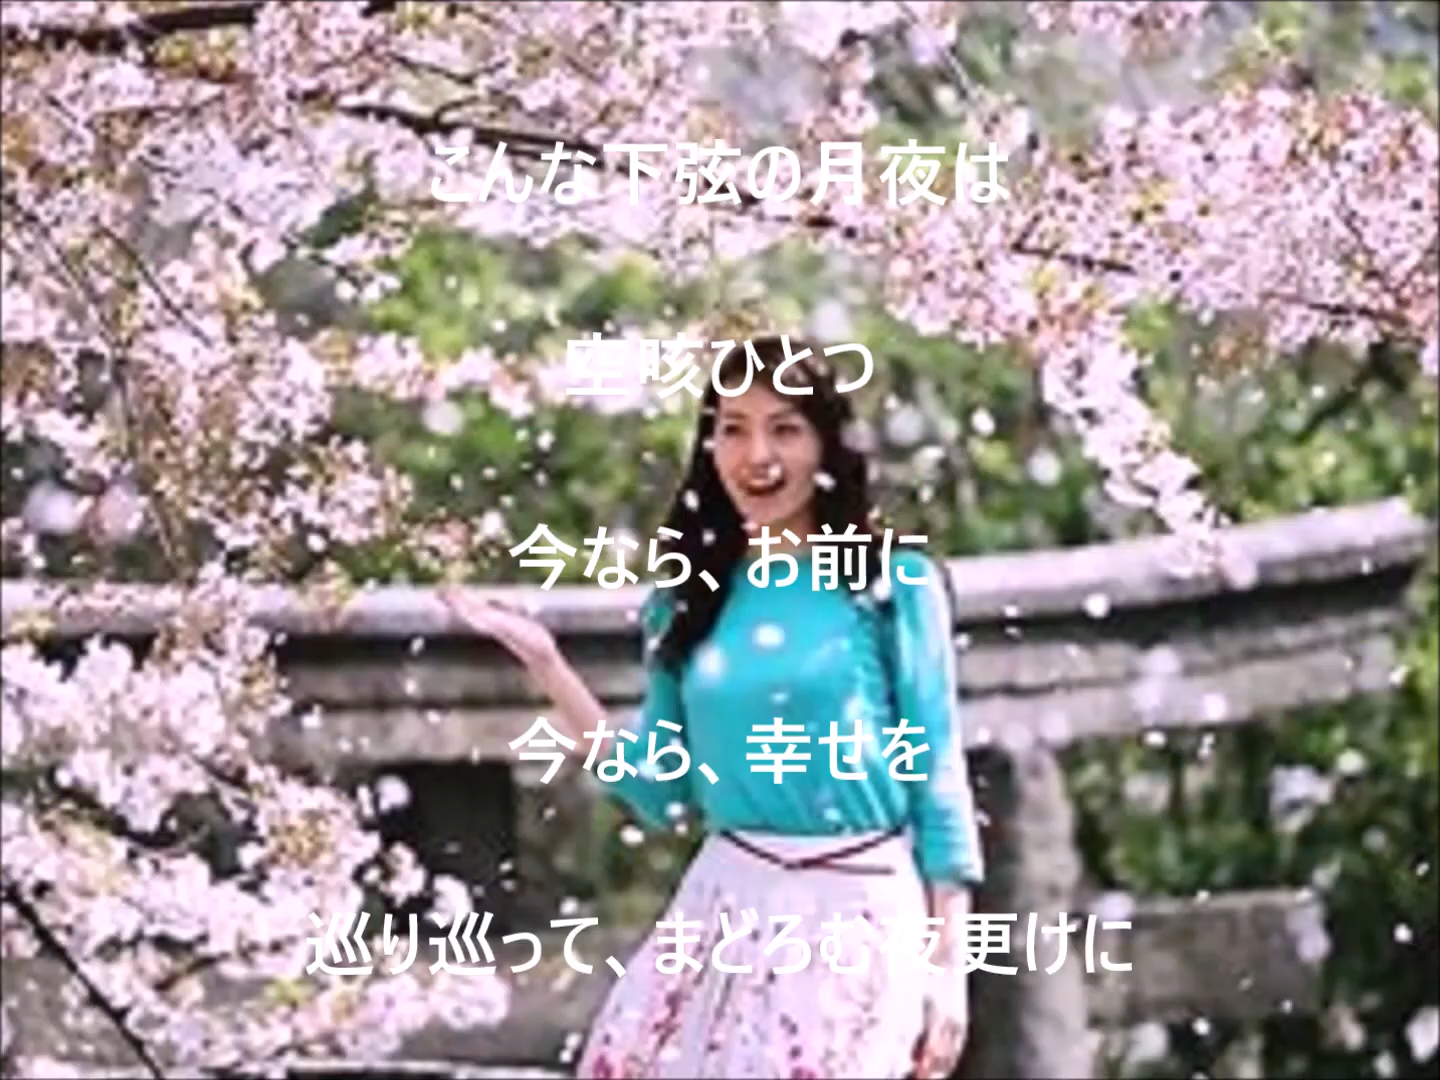 こんな下弦の月夜は
空咳ひとつ
今なら、お前に
今なら、幸せを
巡り巡って、まどろむ夜更けに